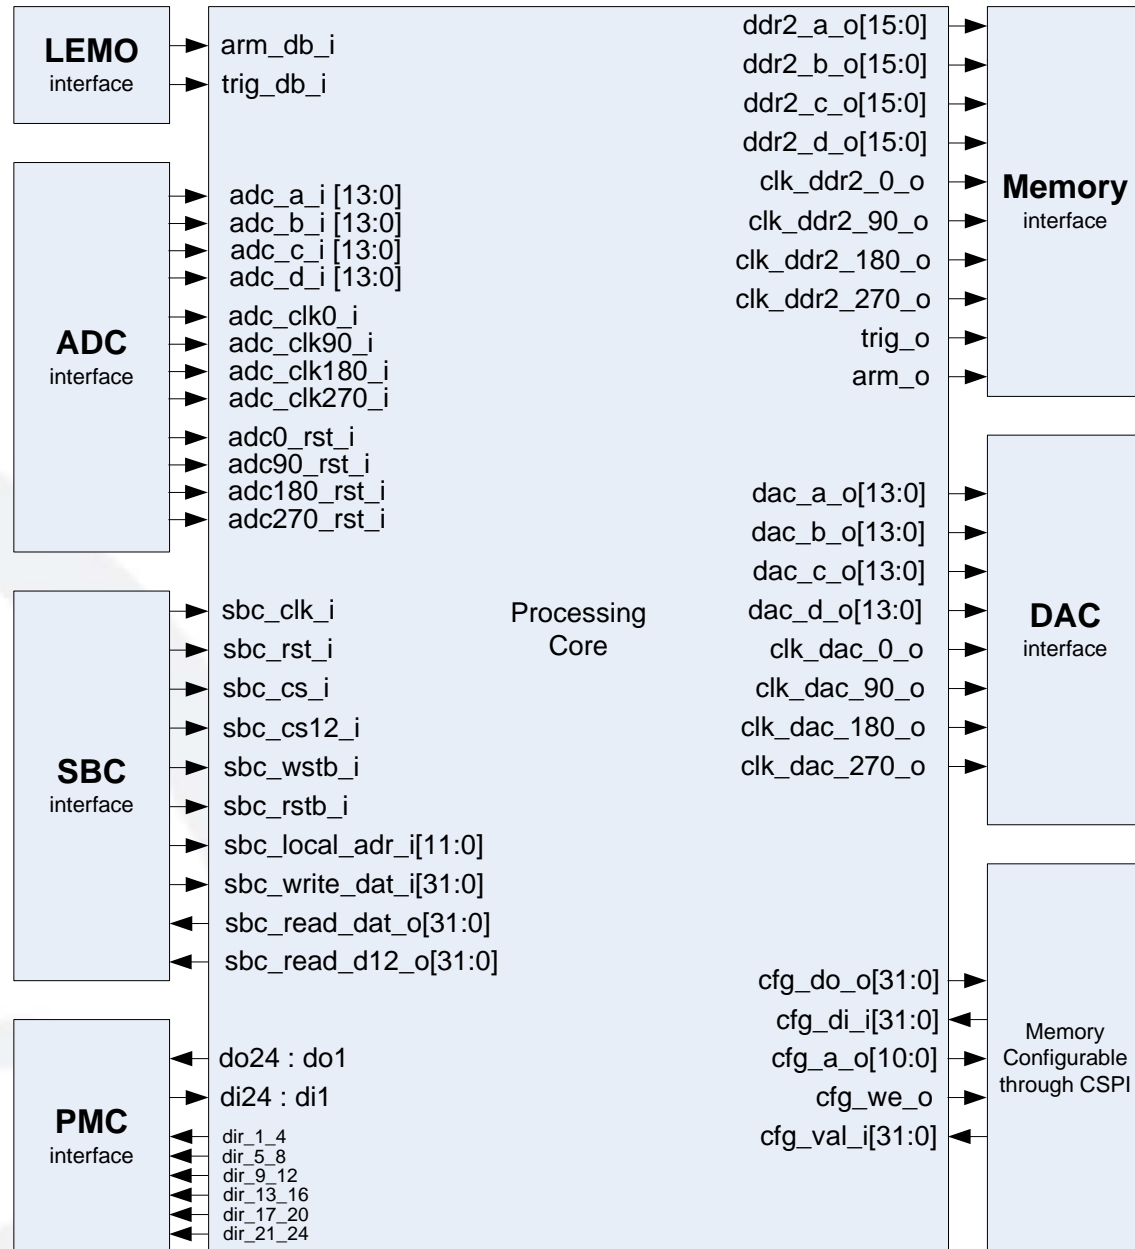 LEMO
interface
arm_db_i
trig_db_i
ADC
interface
adc_a_i [13:0]
adc_b_i [13:0]
adc_c_i [13:0]
adc_d_i [13:0]
adc_clk0_i
adc_clk90_i
adc_clk180_i
adc_clk270_i
adc0_rst_i
adc90_rst_i
adc180_rst_i
adc270_rst_i
SBC
interface
sbc_clk_i
sbc_rst_i
sbc_cs_i
sbc_cs12_i
sbc_wstb_i
sbc_rstb_i
sbc_local_adr_i[11:0]
sbc_write_dat_i[31:0]
sbc_read_dat_o[31:0]
sbc_read_d12_o[31:0]
PMC
interface
do24 : do1
di24 : di1
dir_1_4
dir_5_8
dir_9_12
dir_13_16
dir_17_20
dir_21_24
Processing
Core
ddr2_a_o[15:0]
ddr2_b_o[15:0]
ddr2_c_o[15:0]
ddr2_d_o[15:0]
clk_ddr2_0_o
clk_ddr2_90_o
clk_ddr2_180_o
clk_ddr2_270_o
trig_o
arm_o
Memory
interface
dac_a_o[13:0]
dac_b_o[13:0]
dac_c_o[13:0]
dac_d_o[13:0]
clk_dac_0_o
clk_dac_90_o
clk_dac_180_o
clk_dac_270_o
DAC
interface
cfg_do_o[31:0]
cfg_di_i[31:0]
cfg_a_o[10:0]
cfg_we_o
cfg_val_i[31:0]
Memory
Configurable
through CSPI